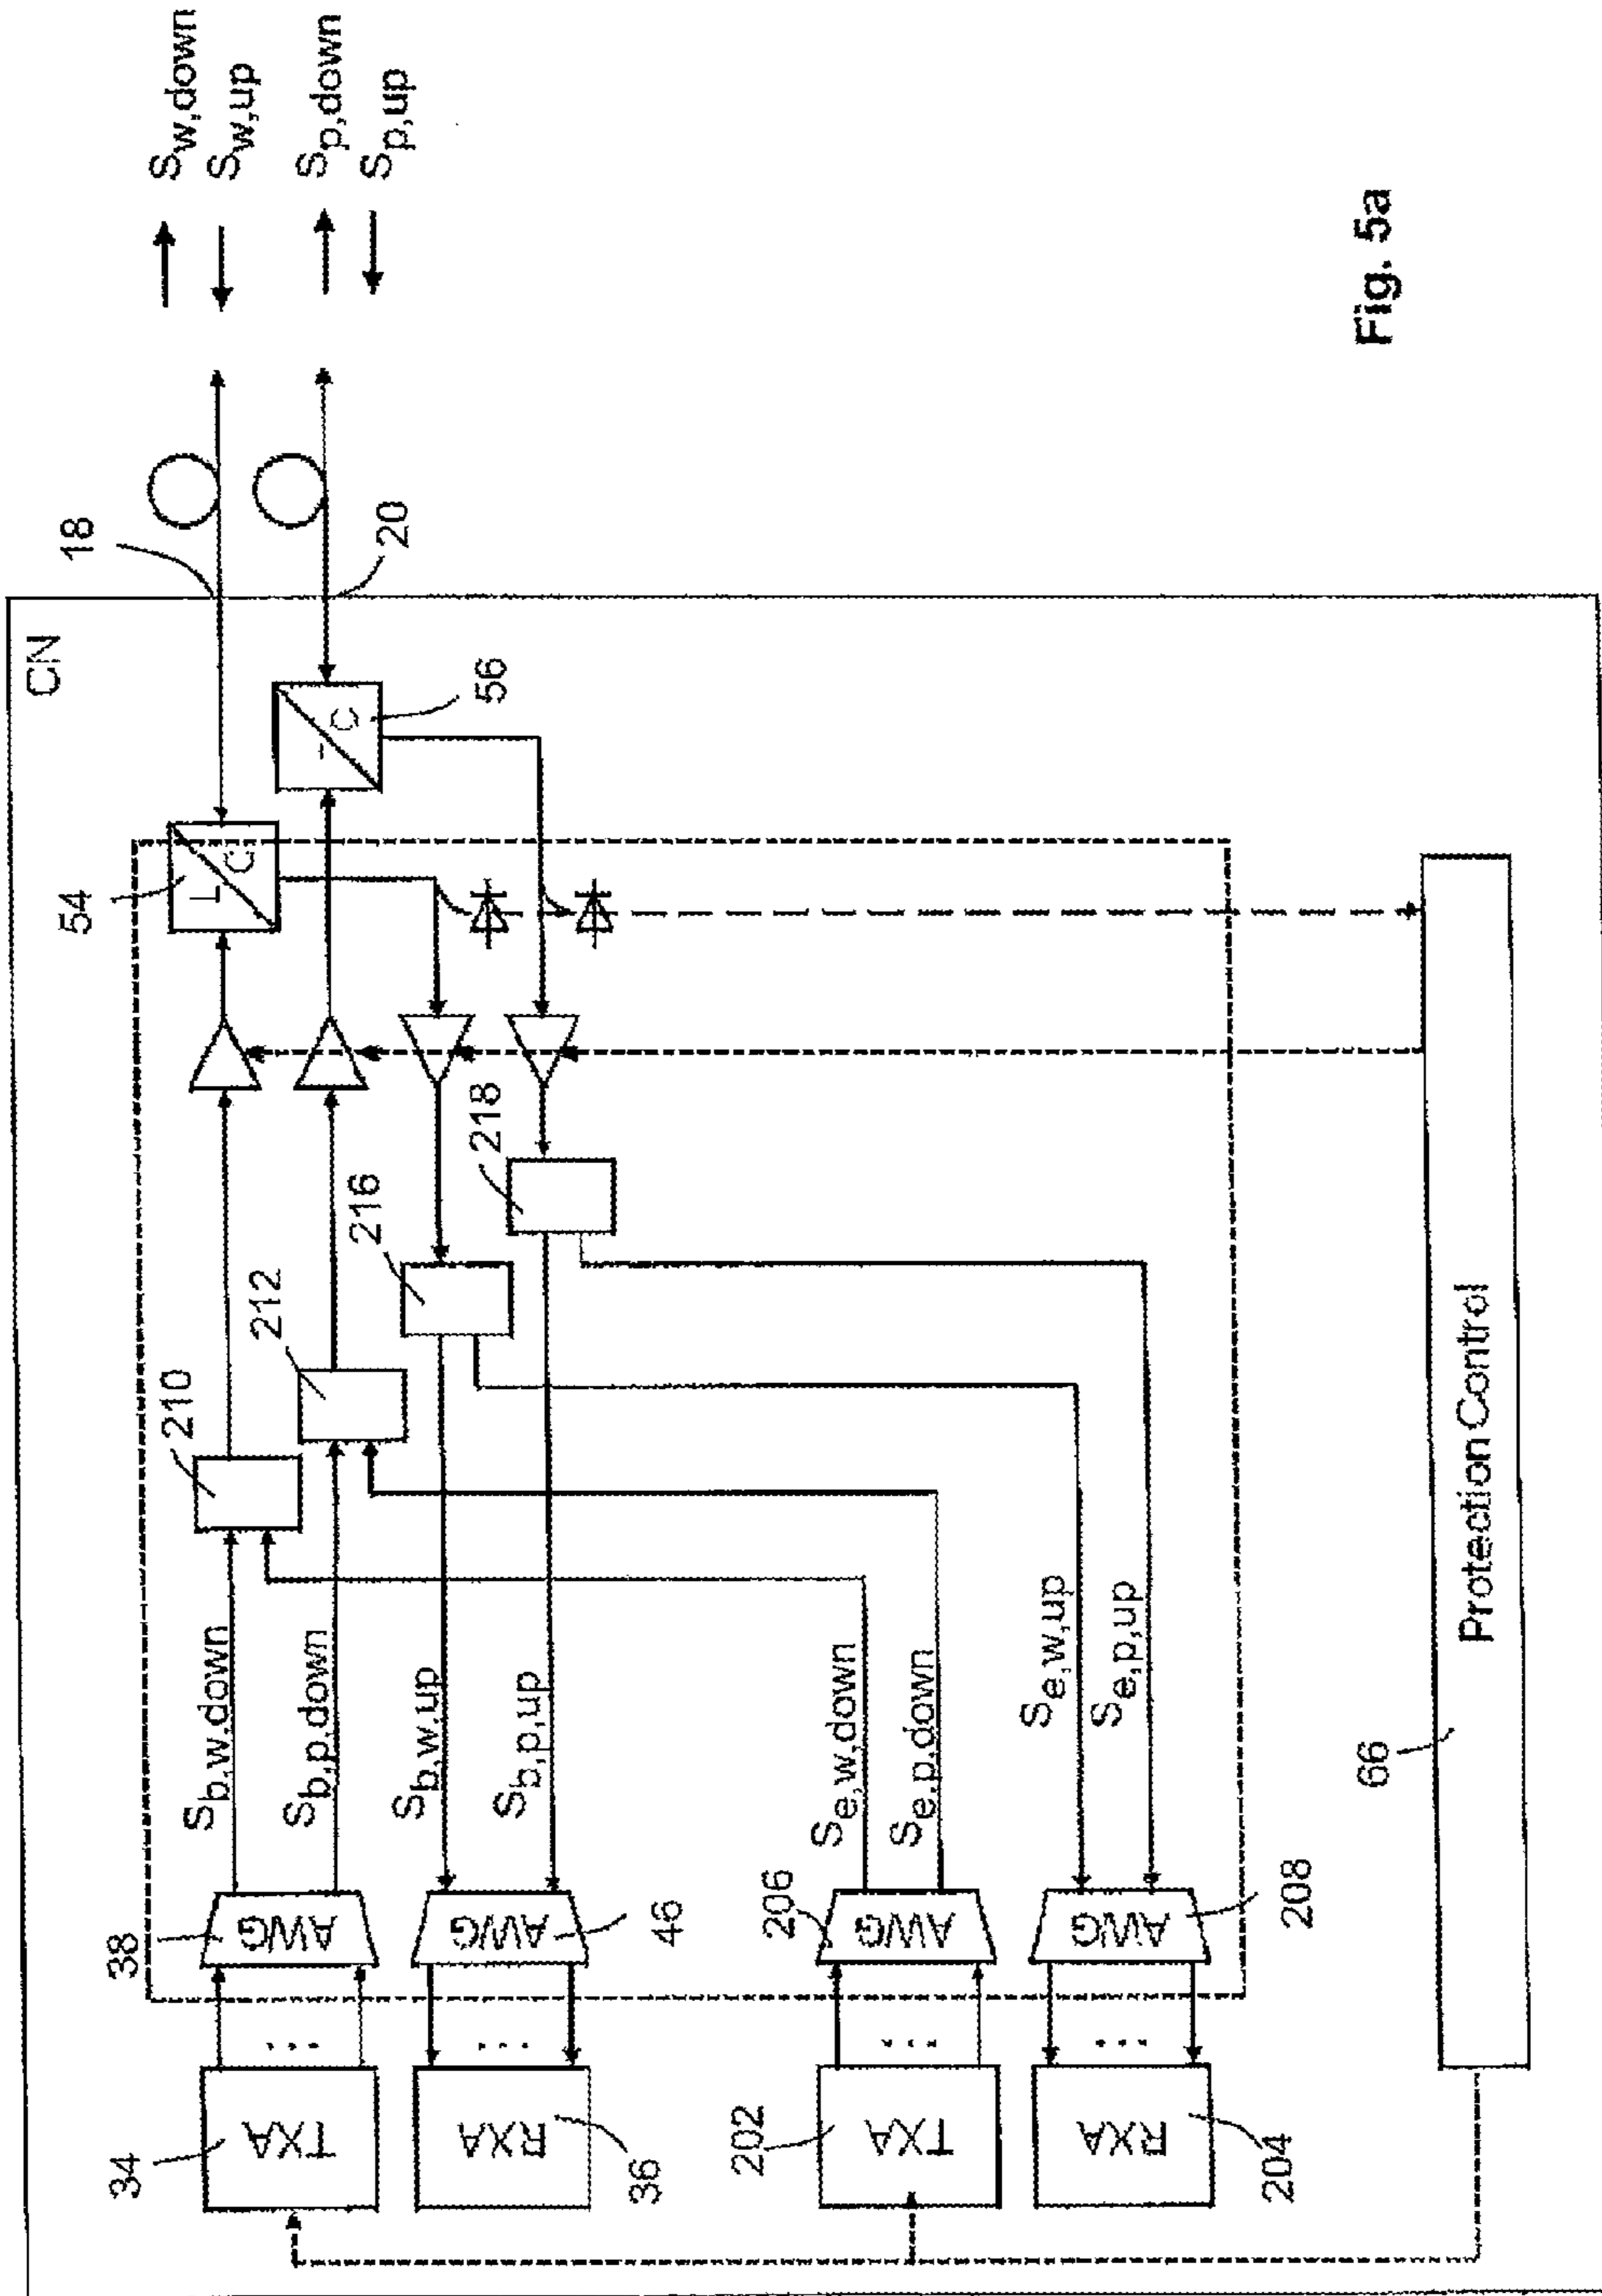 CN
18
20
S_w,down
S_w,up
S_p,down
S_p,up
54
L
C
56
C
210
212
216
218
S_b,w,down
S_b,p,down
S_b,w,up
S_b,p,up
S_e,w,down
S_e,p,down
S_e,w,up
S_e,p,up
38
AWG
AWG
46
206
AWG
AWG
208
34
TXA
...
RXA
...
36
202
TXA
...
RXA
...
204
66
Protection Control
Fig. 5a